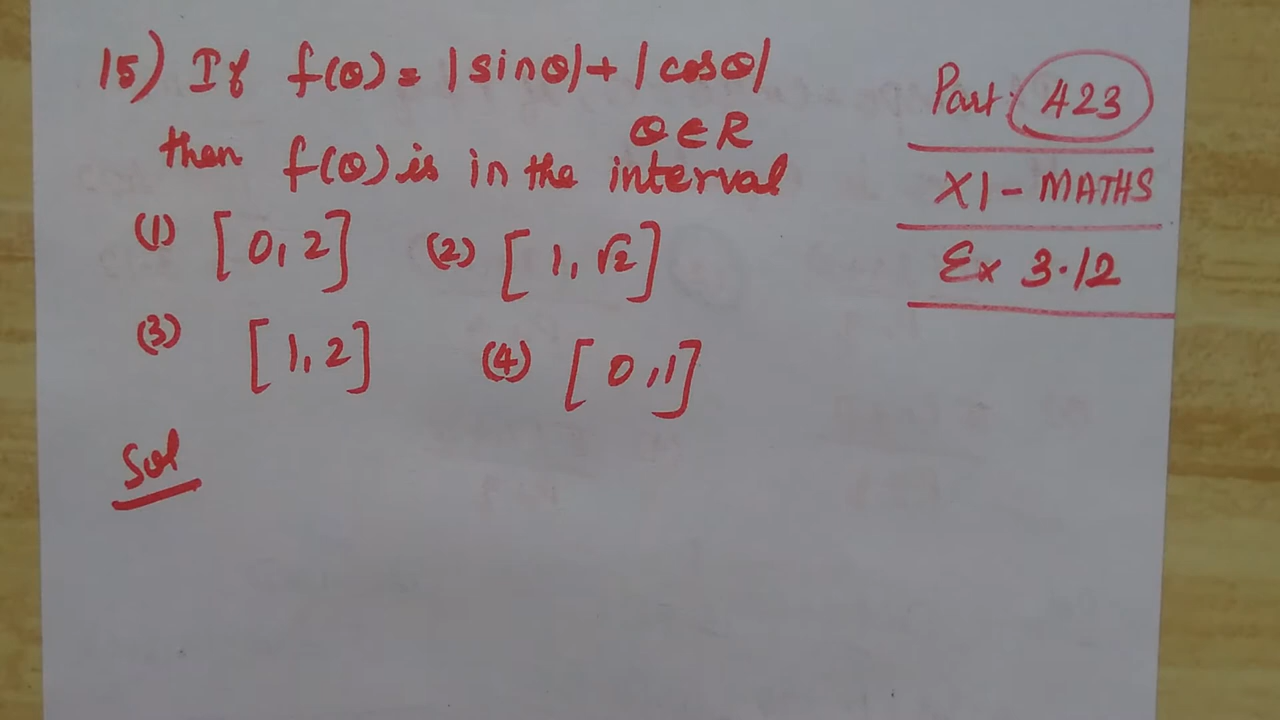 15) If f(θ) = |sinθ| + |cosθ|
θ ∈ R
then f(θ) is in the interval
(1) [0, 2] (2) [1, √2]
(3) [1, 2] (4) [0, 1]
Sol
Part: 423
XI - MATHS
Ex 3.12